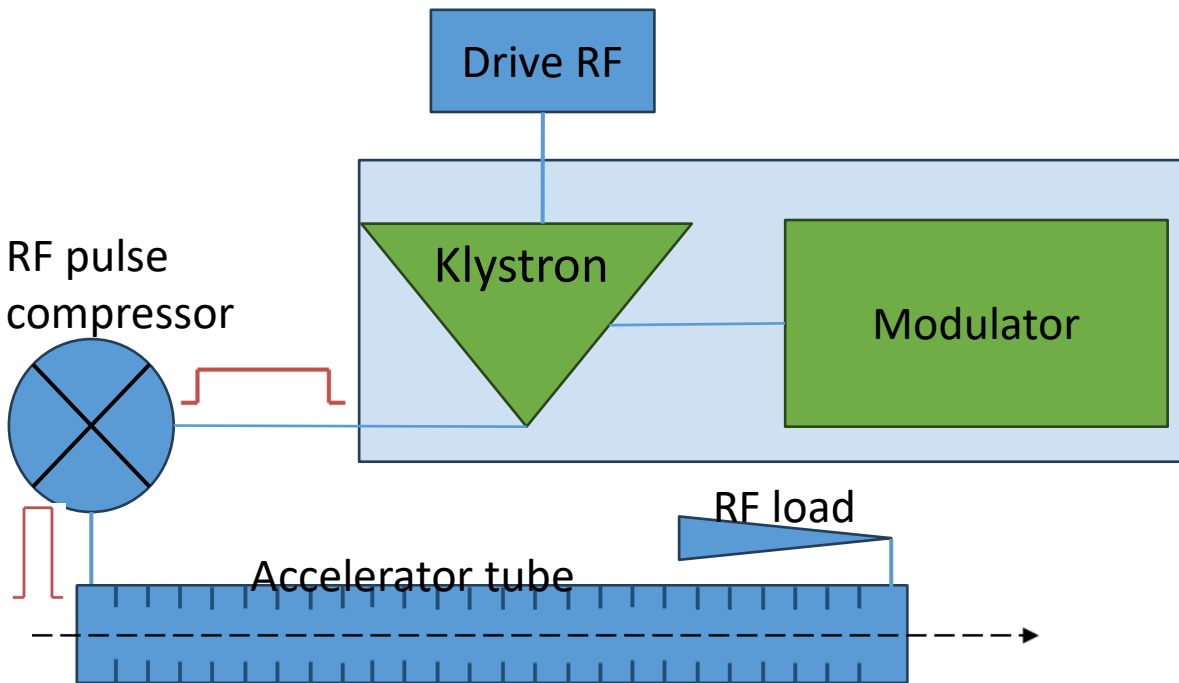 Drive RF
Klystron
Modulator
RF pulse
compressor
RF load
Accelerator tube